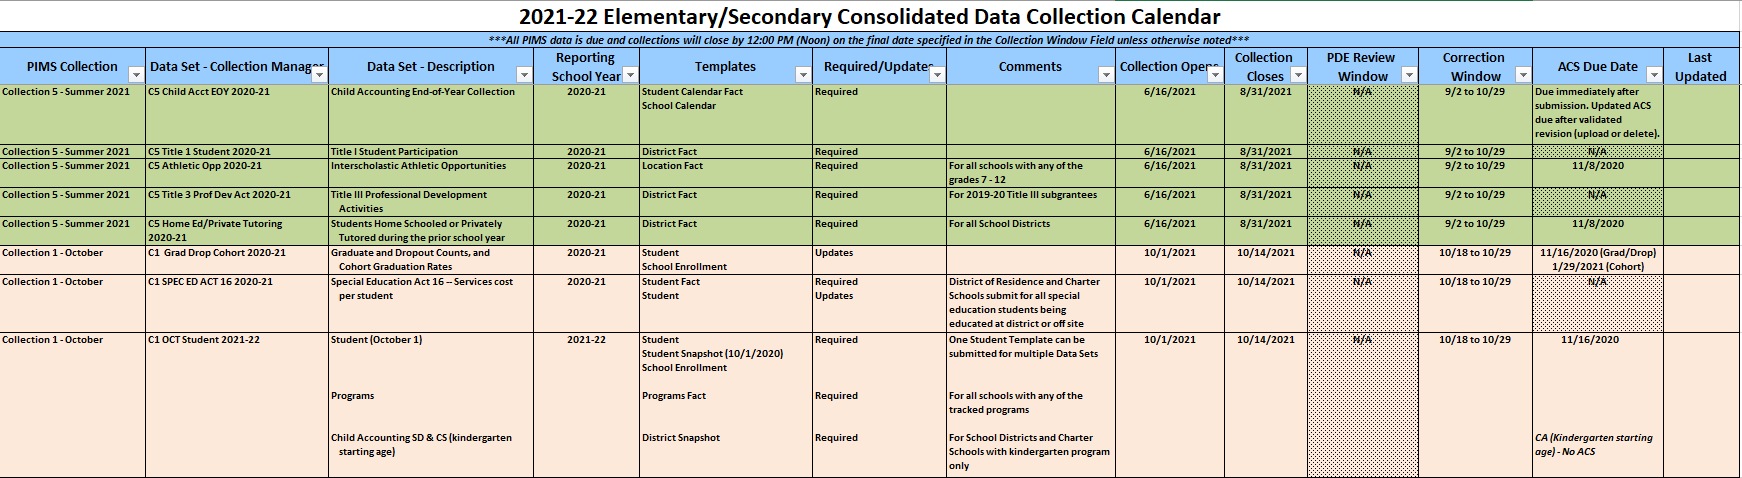 2021-22 Elementary/Secondary Consolidated Data Collection Calendar
***All PIMS data is due and collections will close by 12:00 PM (Noon) on the final date specified in the Collection Window Field unless otherwise noted***
PIMS Collection Data Set - Collection Manager Data Set - Description Reporting School Year Templates Required/Updates Comments Collection Opens Collection Closes PDE Review Window Correction Window ACS Due Date Last Updated
Collection 5 - Summer 2021 C5 Child Acct EOY 2020-21 Child Accounting End-of-Year Collection 2020-21 Student Calendar Fact Required 6/16/2021 8/31/2021 N/A 9/2 to 10/29 Due immediately after
School Calendar submission. Updated ACS
due after validated
revision (upload or delete).
Collection 5 - Summer 2021 C5 Title 1 Student 2020-21 Title I Student Participation 2020-21 District Fact Required 6/16/2021 8/31/2021 N/A 9/2 to 10/29 N/A
Collection 5 - Summer 2021 C5 Athletic Opp 2020-21 Interscholastic Athletic Opportunities 2020-21 Location Fact Required For all schools with any of the 6/16/2021 8/31/2021 N/A 9/2 to 10/29 11/8/2020
grades 7 - 12
Collection 5 - Summer 2021 C5 Title 3 Prof Dev Act 2020-21 Title III Professional Development 2020-21 District Fact Required For 2019-20 Title III subgrantees 6/16/2021 8/31/2021 N/A 9/2 to 10/29 N/A
Activities
Collection 5 - Summer 2021 C5 Home Ed/Private Tutoring Students Home Schooled or Privately 2020-21 District Fact Required For all School Districts 6/16/2021 8/31/2021 N/A 9/2 to 10/29 11/8/2020
2020-21 Tutored during the prior school year
Collection 1 - October C1 Grad Drop Cohort 2020-21 Graduate and Dropout Counts, and 2020-21 Student Updates 10/1/2021 10/14/2021 N/A 10/18 to 10/29 11/16/2020 (Grad/Drop)
Cohort Graduation Rates School Enrollment 1/29/2021 (Cohort)
Collection 1 - October C1 SPEC ED ACT 16 2020-21 Special Education Act 16 -- Services cost 2020-21 Student Fact Required District of Residence and Charter 10/1/2021 10/14/2021 N/A 10/18 to 10/29 N/A
per student Student Updates Schools submit for all special
education students being
educated at district or off site
Collection 1 - October C1 OCT Student 2021-22 Student (October 1) 2021-22 Student Required One Student Template can be 10/1/2021 10/14/2021 N/A 10/18 to 10/29 11/16/2020
Student Snapshot (10/1/2020) submitted for multiple Data Sets
School Enrollment
Programs Programs Fact Required For all schools with any of the
tracked programs
Child Accounting SD & CS (kindergarten District Snapshot Required For School Districts and Charter CA (Kindergarten starting
starting age) Schools with kindergarten program age) - No ACS
only